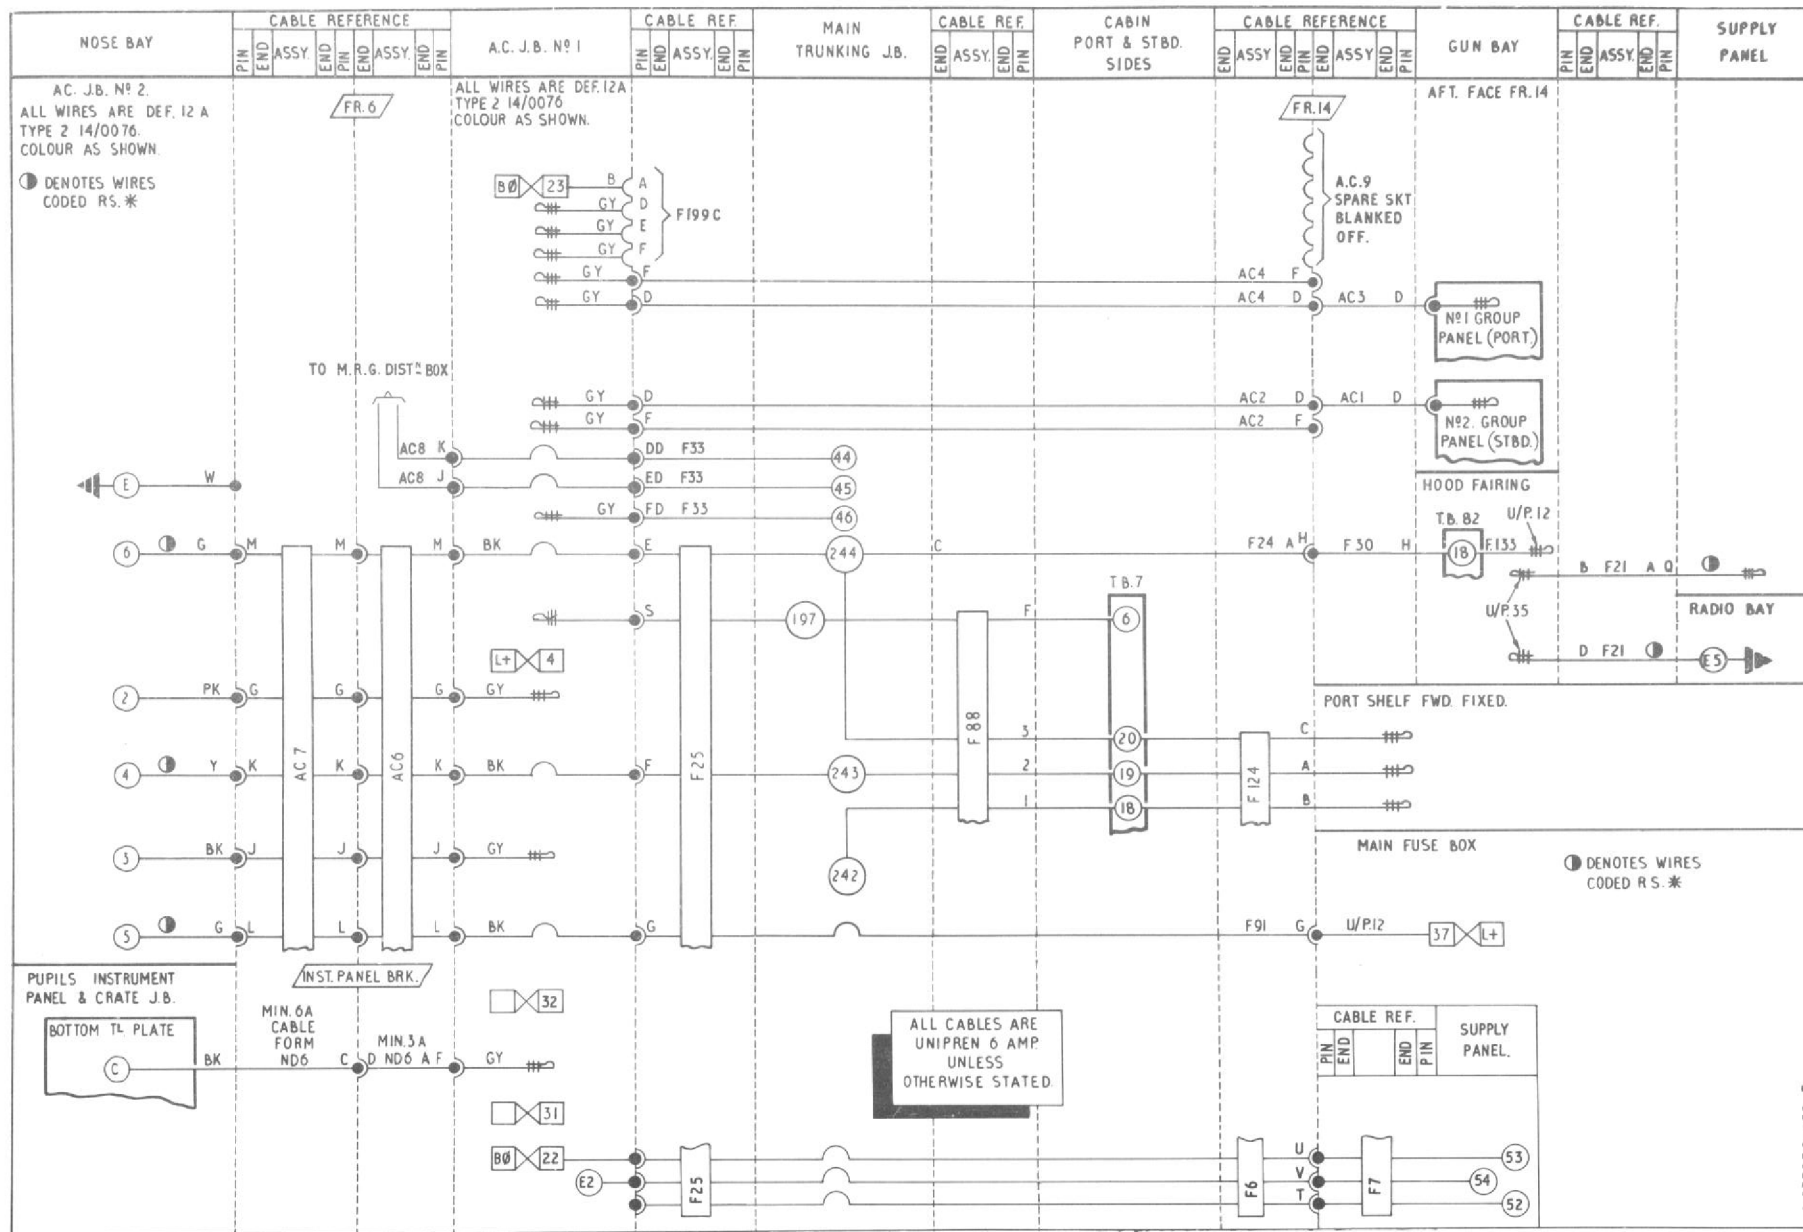 NOSE BAY
CABLE REFERENCE
PIN END ASSY. END PIN END ASSY. END PIN
A.C. J.B. Nº 1
CABLE REF.
PIN END ASSY. END PIN
MAIN
TRUNKING J.B.
CABLE REF.
END ASSY. END PIN
CABIN
PORT & STBD.
SIDES
CABLE REFERENCE
END ASSY END PIN END ASSY END PIN
GUN BAY
CABLE REF.
PIN END ASSY. END PIN
SUPPLY
PANEL
AC. J.B. Nº 2.
ALL WIRES ARE DEF. 12 A
TYPE 2 14/0076.
COLOUR AS SHOWN.
DENOTES WIRES
CODED RS.*
FR.6
ALL WIRES ARE DEF.12A
TYPE 2 14/0076
COLOUR AS SHOWN.
FR.14
AFT. FACE FR.14
BØ 23 B A
GY D
GY E
GY F
F199C
A.C.9
SPARE SKT
BLANKED
OFF.
GY F AC4 F
GY D AC4 D AC3 D
Nº1 GROUP
PANEL (PORT.)
TO M.R.G. DISTN BOX
GY D AC2 D AC1 D
GY F AC2 F
Nº2. GROUP
PANEL (STBD.)
AC8 K DD F33 44
AC8 J ED F33 45
GY FD F33 46
E W
HOOD FAIRING
T.B. 82 U/P.12
6 G M M M BK E 244 C F24 A H F30 H 18 F.133
B F21 A Q
T.B.7
S 197 F 6
U/P.35
RADIO BAY
L+ 4
D F21 E5
2 PK G G G GY
PORT SHELF FWD. FIXED.
AC7 AC6 F25 F88 F124
3 20 C
4 Y K K K BK F 243 2 19 A
1 18 B
3 BK J J J GY
242
MAIN FUSE BOX
DENOTES WIRES
CODED R S.*
5 G L L L BK G F91 G U/P.12 37 L+
PUPILS INSTRUMENT
PANEL & CRATE J.B.
INST. PANEL BRK.
32
BOTTOM TL PLATE
MIN. 6A
CABLE
FORM
ND6
MIN.3A
C BK C D ND6 A F GY
ALL CABLES ARE
UNIPREN 6 AMP.
UNLESS
OTHERWISE STATED.
CABLE REF.
PIN END END PIN
SUPPLY
PANEL.
31
BØ 22 U 53
E2 F25 F6 V F7 54
T 52